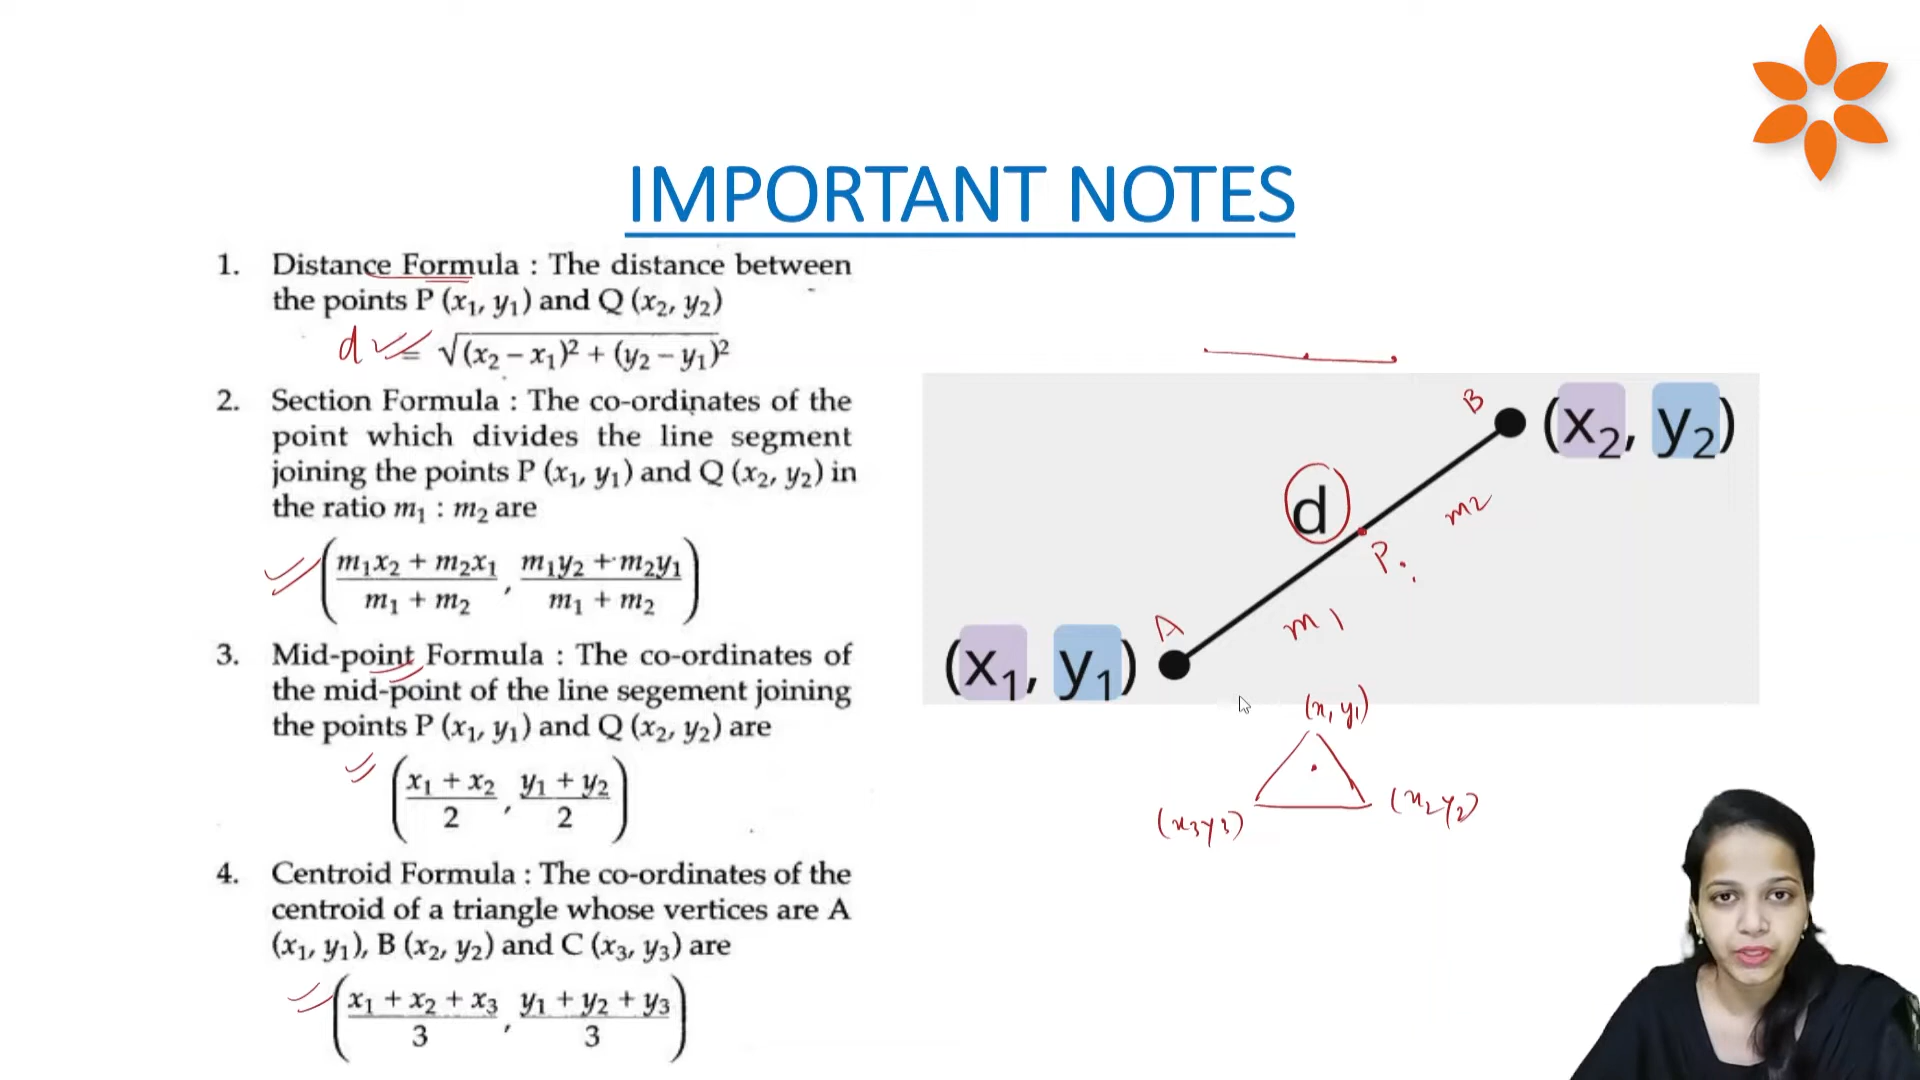 IMPORTANT NOTES
1. Distance Formula : The distance between
the points P (x₁, y₁) and Q (x₂, y₂)
d = √(x₂ – x₁)² + (y₂ – y₁)²
2. Section Formula : The co-ordinates of the
point which divides the line segment
joining the points P (x₁, y₁) and Q (x₂, y₂) in
the ratio m₁ : m₂ are
(m₁x₂ + m₂x₁ / m₁ + m₂ , m₁y₂ + m₂y₁ / m₁ + m₂)
3. Mid-point Formula : The co-ordinates of
the mid-point of the line segement joining
the points P (x₁, y₁) and Q (x₂, y₂) are
(x₁ + x₂ / 2 , y₁ + y₂ / 2)
4. Centroid Formula : The co-ordinates of the
centroid of a triangle whose vertices are A
(x₁, y₁), B (x₂, y₂) and C (x₃, y₃) are
(x₁ + x₂ + x₃ / 3 , y₁ + y₂ + y₃ / 3)
B (x₂, y₂)
d
m2
P
m1
A
(x₁, y₁)
(x₁ y₁)
(x₂ y₂)
(x₃ y₃)